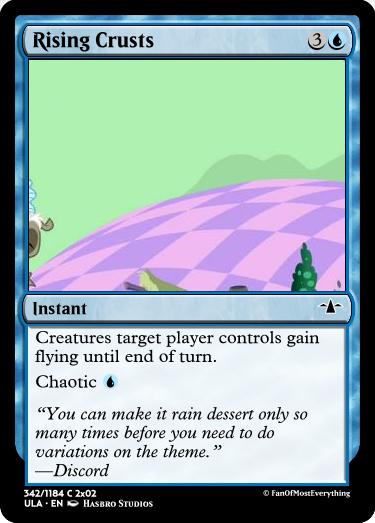 Rising Crusts 3
Instant
Creatures target player controls gain
flying until end of turn.
Chaotic
“You can make it rain dessert only so
many times before you need to do
variations on the theme.”
—Discord
342/1184 C 2x02
ULA • EN Hasbro Studios
© FanOfMostEverything